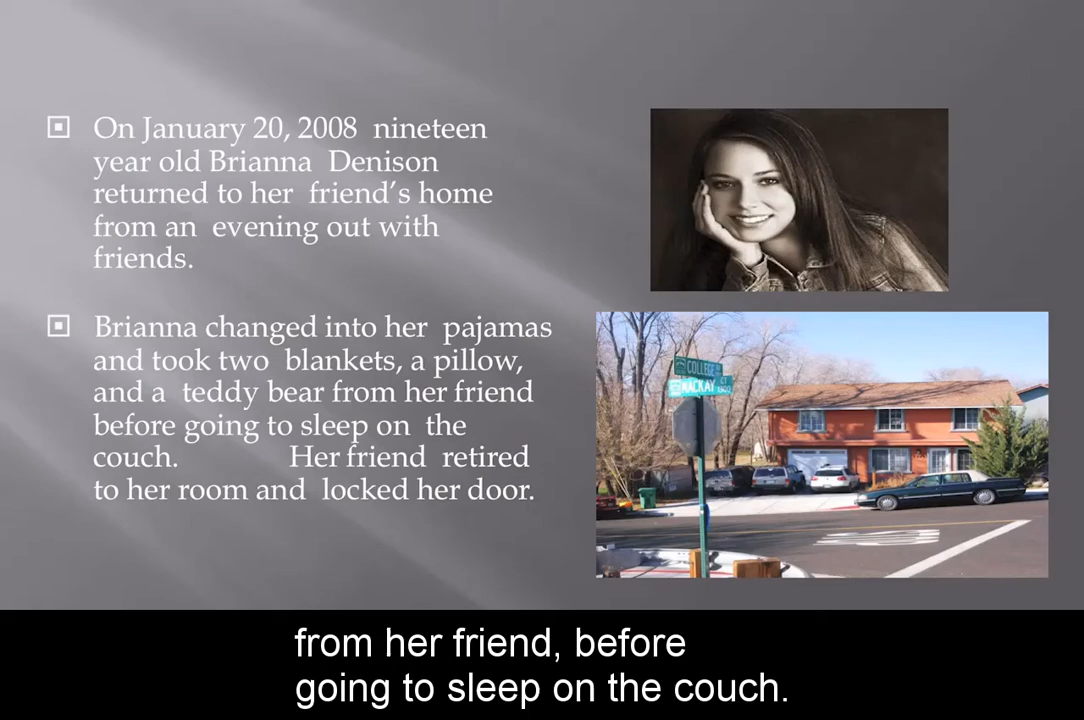 On January 20, 2008 nineteen
year old Brianna Denison
returned to her friend's home
from an evening out with
friends.
Brianna changed into her pajamas
and took two blankets, a pillow,
and a teddy bear from her friend
before going to sleep on the
couch. Her friend retired
to her room and locked her door.
COLLEGE
MACKAY CT
from her friend, before
going to sleep on the couch.